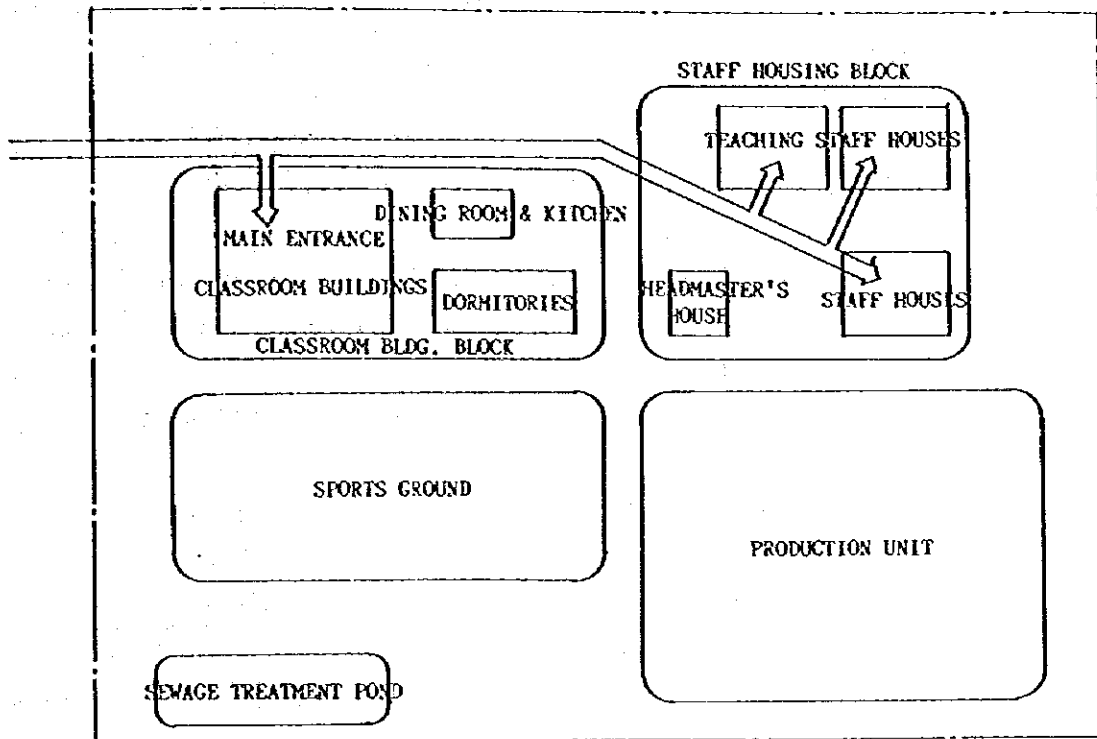 STAFF HOUSING BLOCK
TEACHING STAFF HOUSES
DINING ROOM & KITCHEN
MAIN ENTRANCE
CLASSROOM BUILDINGS
DORMITORIES
HEADMASTER'S
HOUSE
STAFF HOUSES
CLASSROOM BLDG. BLOCK
SPORTS GROUND
PRODUCTION UNIT
SEWAGE TREATMENT POND